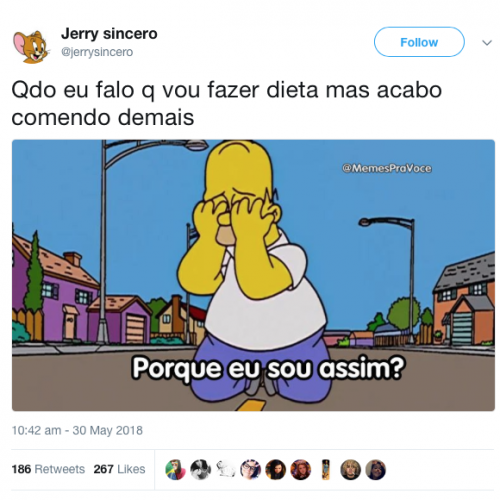 Jerry sincero
@jerrysincero
Follow
Qdo eu falo q vou fazer dieta mas acabo
comendo demais
@MemesPraVoce
Porque eu sou assim?
10:42 am - 30 May 2018
186 Retweets 267 Likes